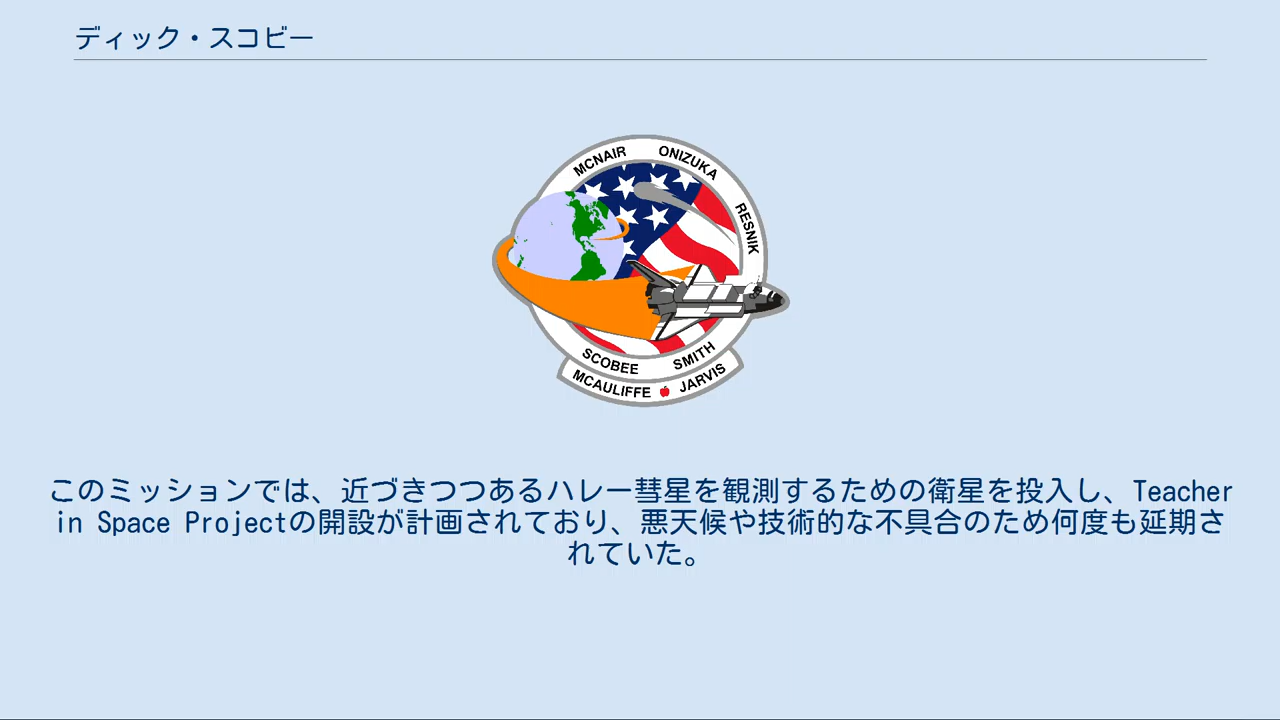 ディック・スコビー
MCNAIR
ONIZUKA
RESNIK
SCOBEE
SMITH
MCAULIFFE
JARVIS
このミッションでは、近づきつつあるハレー彗星を観測するための衛星を投入し、Teacher
in Space Projectの開設が計画されており、悪天候や技術的な不具合のため何度も延期さ
れていた。